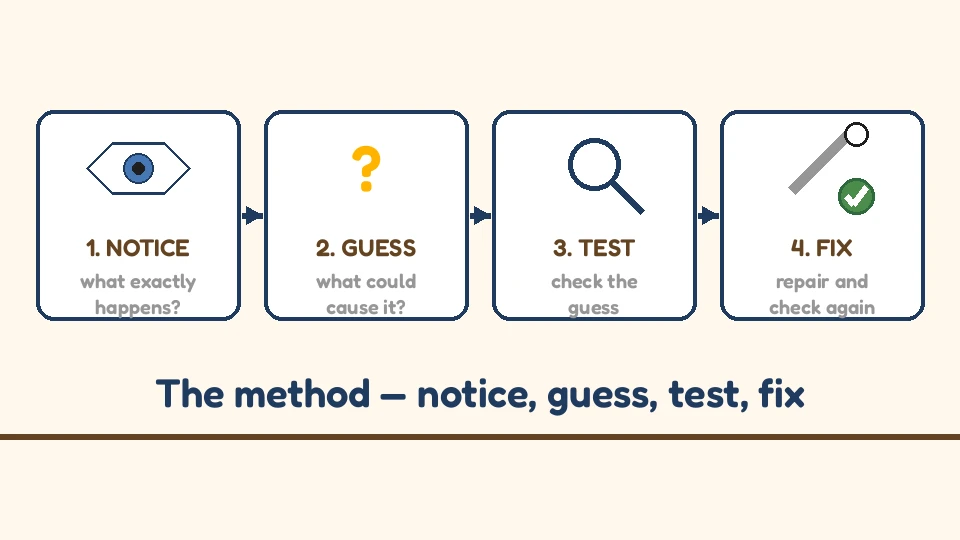 ?
1. NOTICE
what exactly
happens?
2. GUESS
what could
cause it?
3. TEST
check the
guess
4. FIX
repair and
check again
The method — notice, guess, test, fix